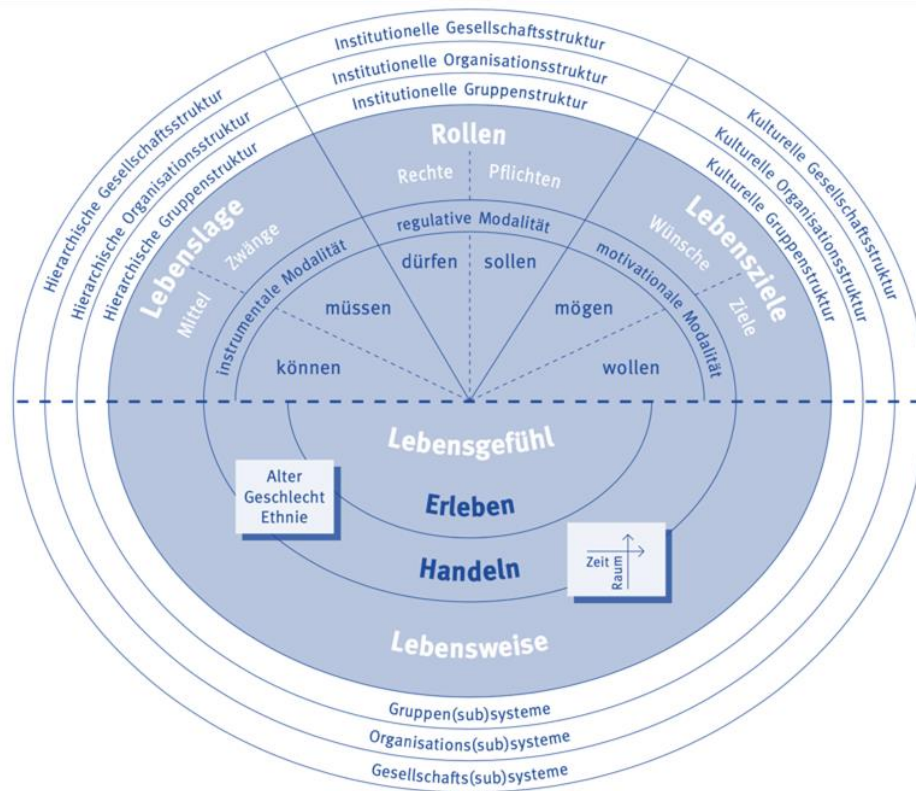 Institutionelle Gesellschaftsstruktur
Institutionelle Organisationsstruktur
Institutionelle Gruppenstruktur
Hierarchische Gesellschaftsstruktur
Hierarchische Organisationsstruktur
Hierarchische Gruppenstruktur
Kulturelle Gesellschaftsstruktur
Kulturelle Organisationsstruktur
Kulturelle Gruppenstruktur
Lebenslage
Mittel
Zwänge
Rollen
Rechte
Pflichten
Lebensziele
Wünsche
Ziele
instrumentale Modalität
regulative Modalität
motivationale Modalität
können
müssen
dürfen
sollen
mögen
wollen
Lebensgefühl
Erleben
Handeln
Lebensweise
Alter
Geschlecht
Ethnie
Zeit
Raum
Gruppen(sub)systeme
Organisations(sub)systeme
Gesellschafts(sub)systeme